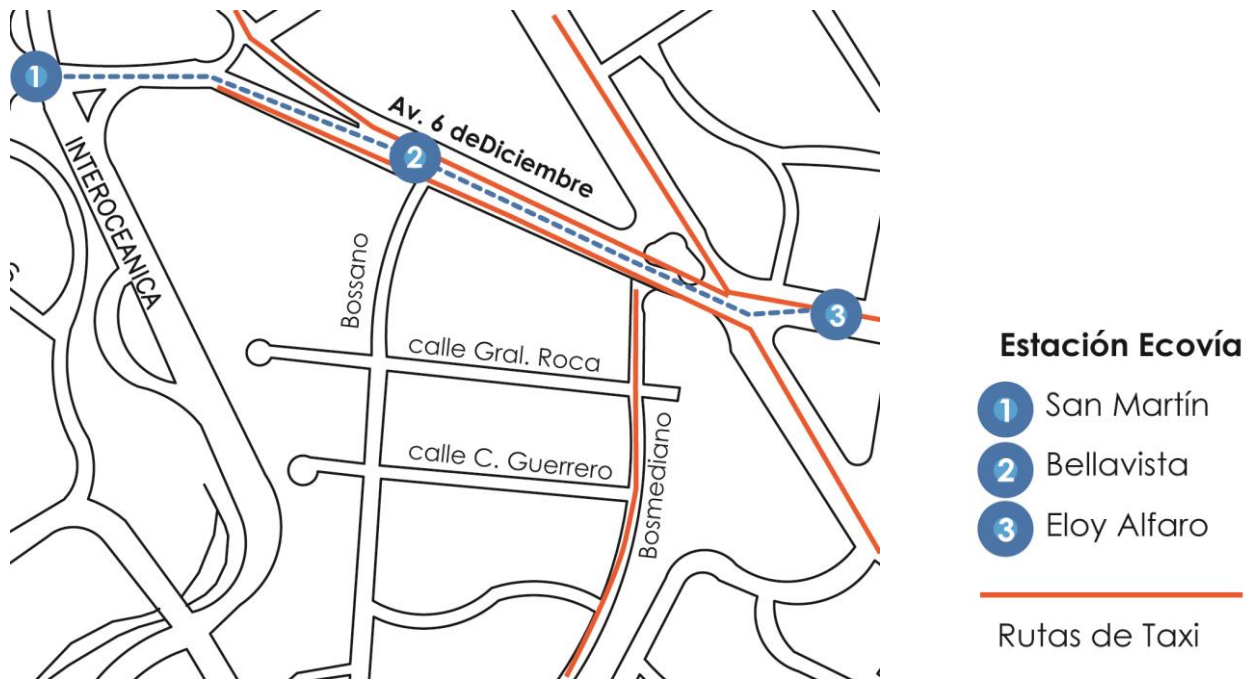 1
INTEROCEANICA
Av. 6 deDiciembre
2
Bossano
calle Gral. Roca
calle C. Guerrero
Bosmediano
3
Estación Ecovía
1 San Martín
2 Bellavista
3 Eloy Alfaro
Rutas de Taxi